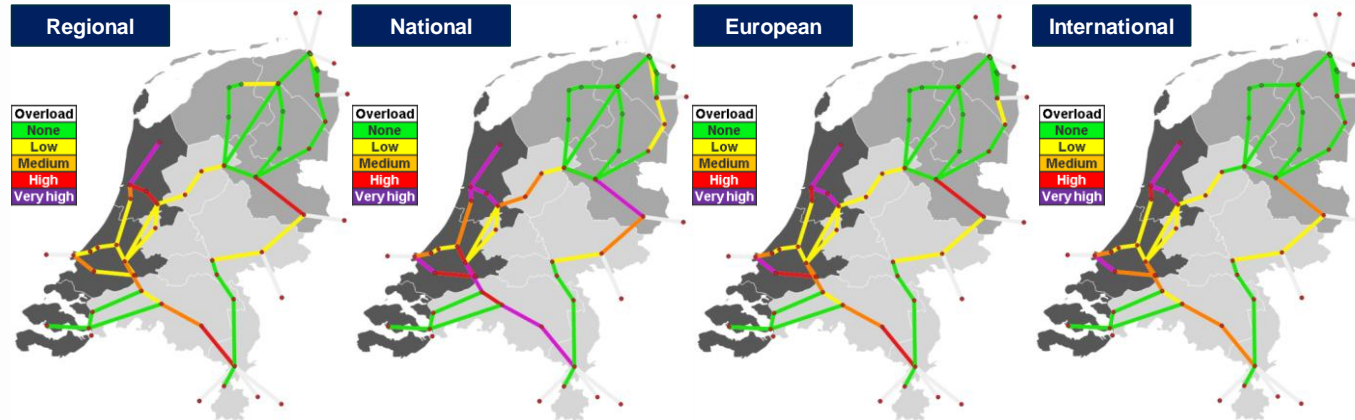 Regional
National
European
International
Overload
None
Low
Medium
High
Very high
Overload
None
Low
Medium
High
Very high
Overload
None
Low
Medium
High
Very high
Overload
None
Low
Medium
High
Very high